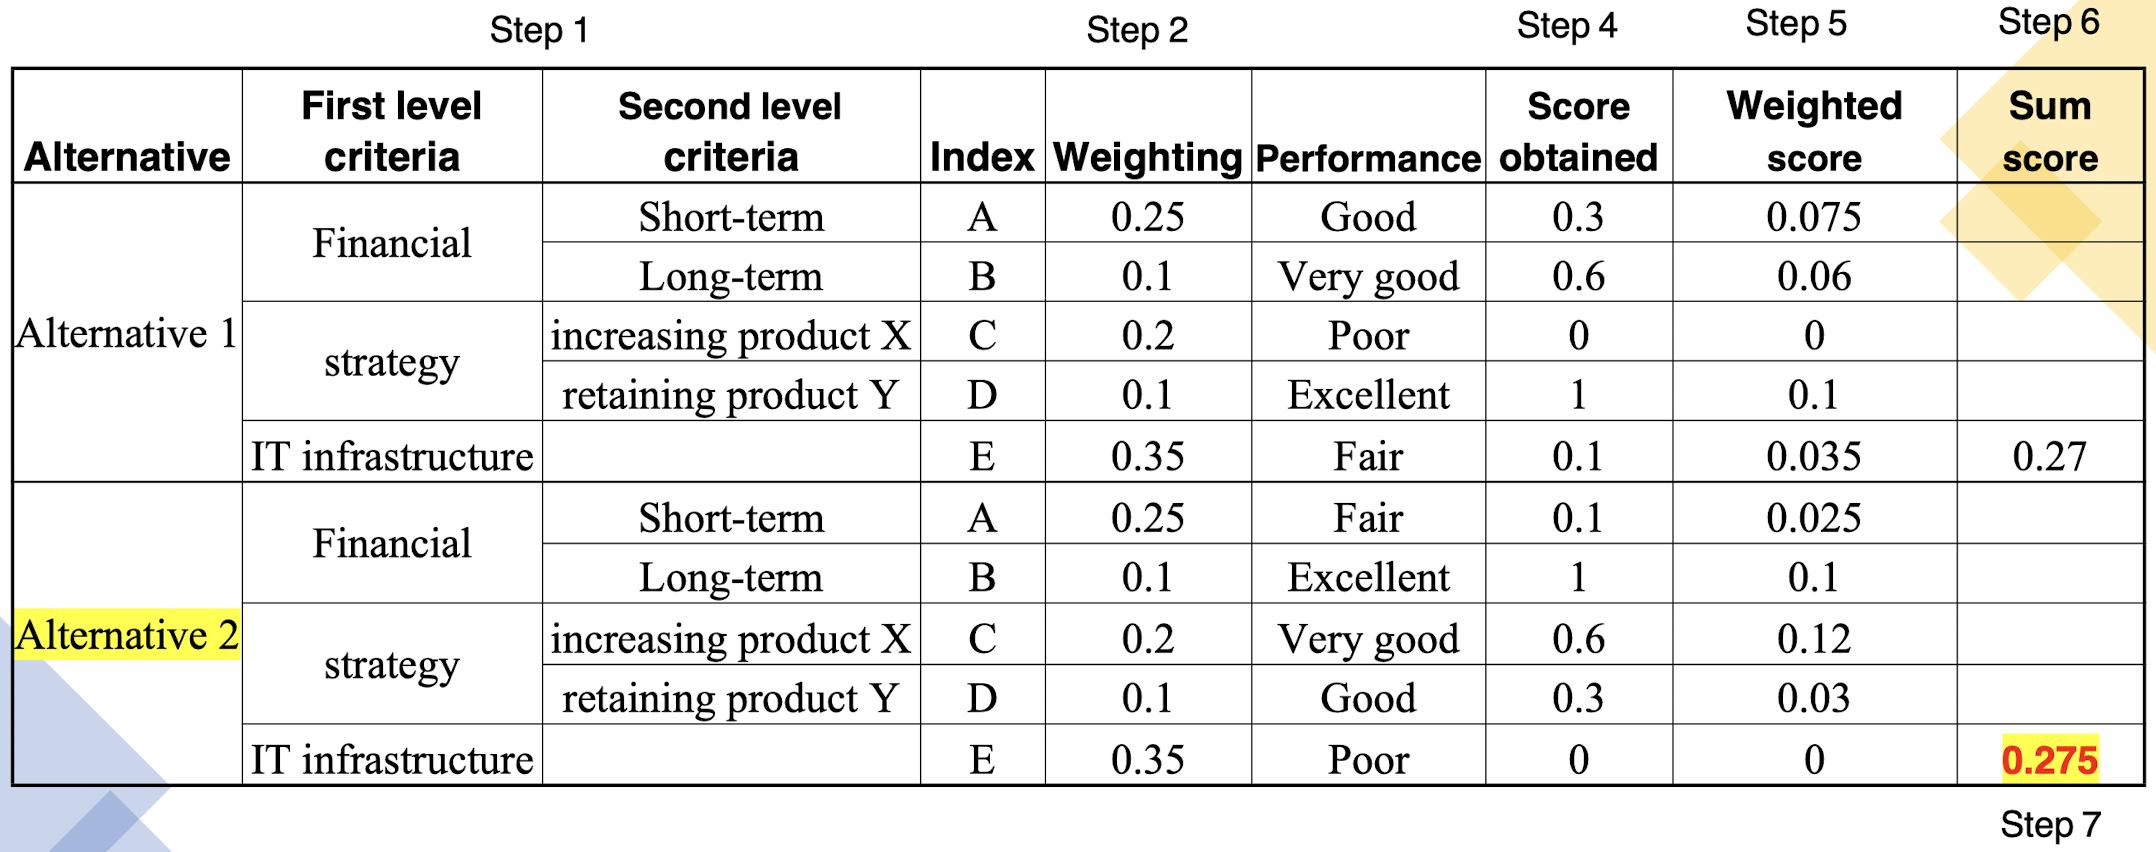 Step 1 Step 2 Step 4 Step 5 Step 6
Alternative First level criteria Second level criteria Index Weighting Performance Score obtained Weighted score Sum score
Alternative 1 Financial Short-term A 0.25 Good 0.3 0.075
Long-term B 0.1 Very good 0.6 0.06
strategy increasing product X C 0.2 Poor 0 0
retaining product Y D 0.1 Excellent 1 0.1
IT infrastructure E 0.35 Fair 0.1 0.035 0.27
Alternative 2 Financial Short-term A 0.25 Fair 0.1 0.025
Long-term B 0.1 Excellent 1 0.1
strategy increasing product X C 0.2 Very good 0.6 0.12
retaining product Y D 0.1 Good 0.3 0.03
IT infrastructure E 0.35 Poor 0 0 0.275
Step 7